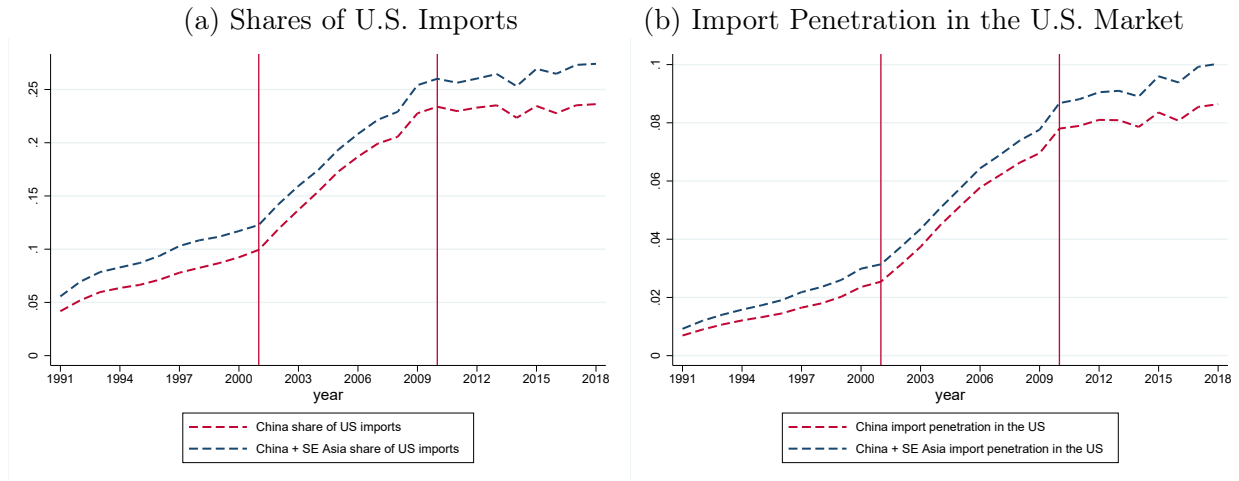 (a) Shares of U.S. Imports
.25
.2
.15
.1
.05
0
1991 1994 1997 2000 2003 2006 2009 2012 2015 2018
year
China share of US imports
China + SE Asia share of US imports
(b) Import Penetration in the U.S. Market
.1
.08
.06
.04
.02
0
1991 1994 1997 2000 2003 2006 2009 2012 2015 2018
year
China import penetration in the US
China + SE Asia import penetration in the US